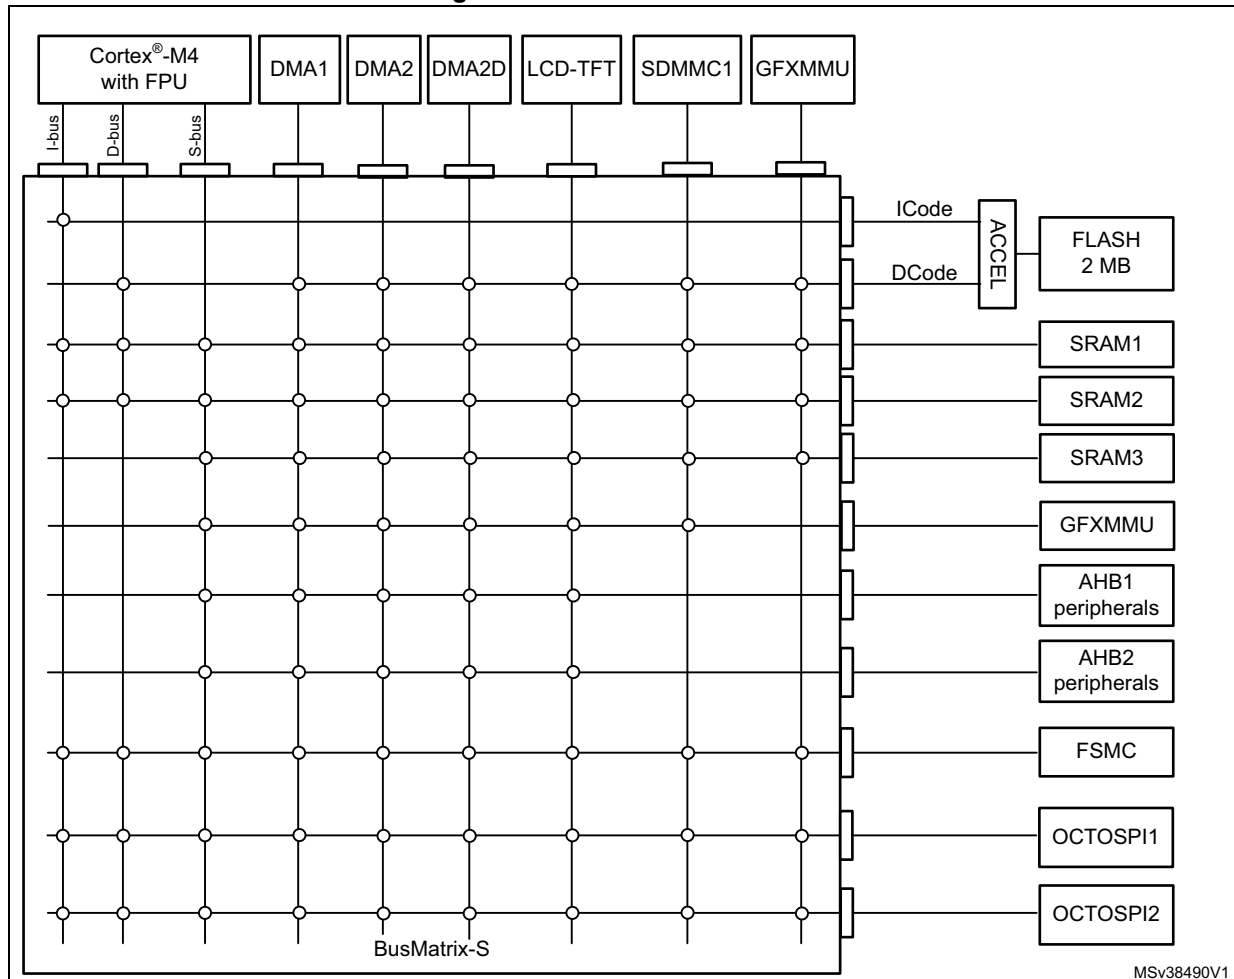 Cortex®-M4
with FPU
DMA1
DMA2
DMA2D
LCD-TFT
SDMMC1
GFXMMU
I-bus
D-bus
S-bus
ICode
DCode
ACCEL
FLASH
2 MB
SRAM1
SRAM2
SRAM3
GFXMMU
AHB1
peripherals
AHB2
peripherals
FSMC
OCTOSPI1
OCTOSPI2
BusMatrix-S
MSv38490V1